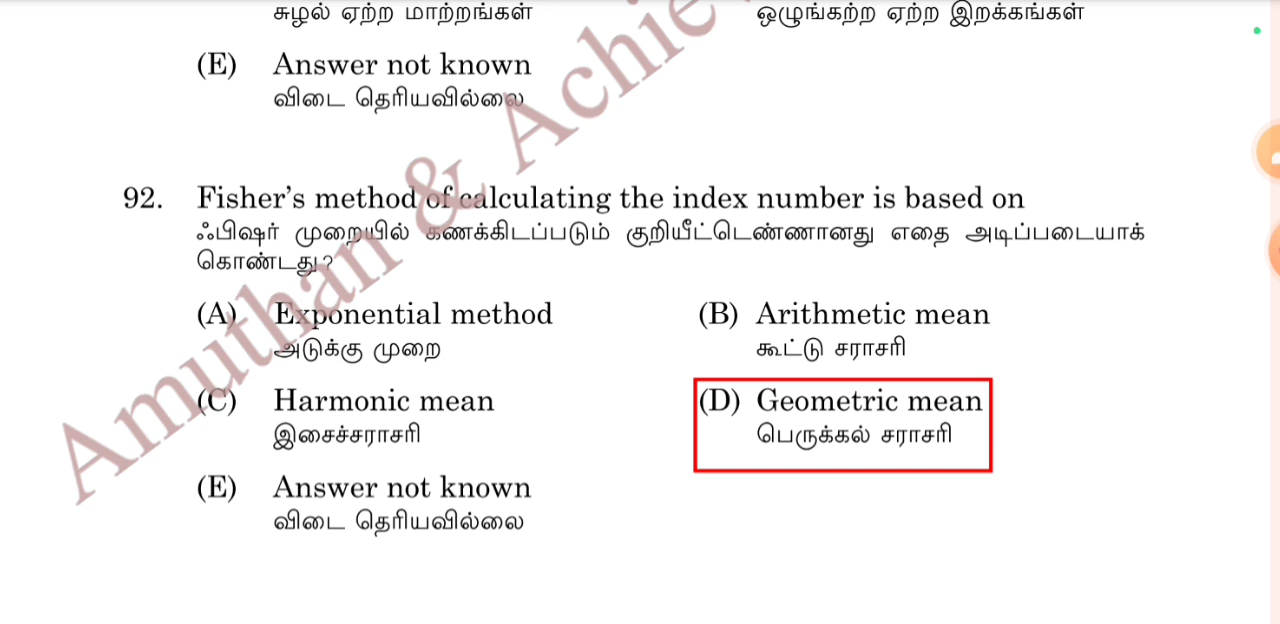 சுழல் ஏற்ற மாற்றங்கள் ஒழுங்கற்ற ஏற்ற இறக்கங்கள்
(E) Answer not known
விடை தெரியவில்லை
92. Fisher's method of calculating the index number is based on
ஃபிஷர் முறையில் கணக்கிடப்படும் குறியீட்டெண்ணானது எதை அடிப்படையாக்
கொண்டது?
(A) Exponential method (B) Arithmetic mean
அடுக்கு முறை கூட்டு சராசரி
(C) Harmonic mean (D) Geometric mean
இசைச்சராசரி பெருக்கல் சராசரி
(E) Answer not known
விடை தெரியவில்லை
Amuthan & Achie